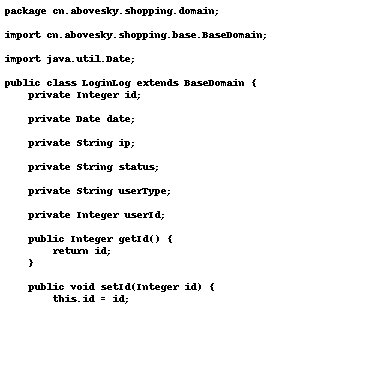 package cn.abovesky.shopping.domain;
import cn.abovesky.shopping.base.BaseDomain;
import java.util.Date;
public class LoginLog extends BaseDomain {
    private Integer id;
    private Date date;
    private String ip;
    private String status;
    private String userType;
    private Integer userId;
    public Integer getId() {
        return id;
    }
    public void setId(Integer id) {
        this.id = id;